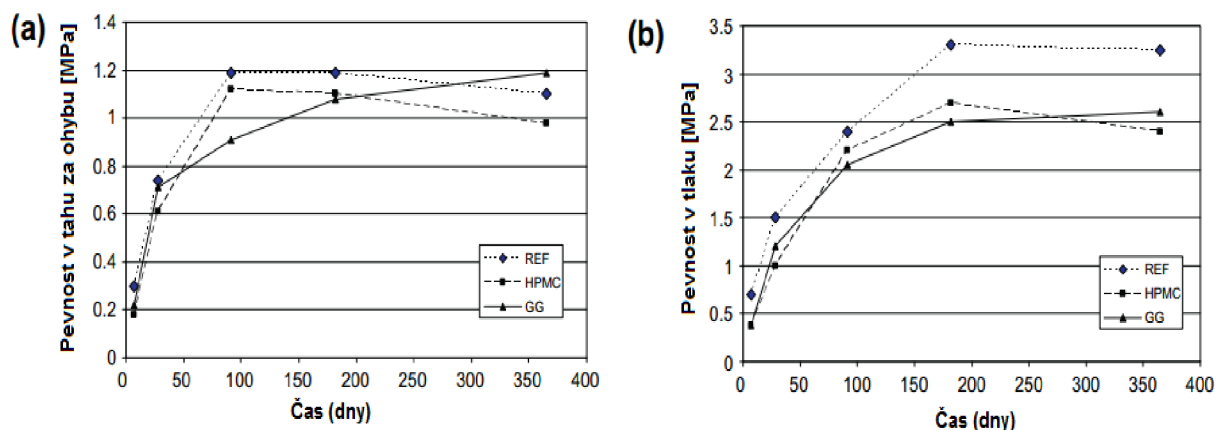 (a)
Pevnost v tahu za ohybu [MPa]
1.4
1.2
1
0.8
0.6
0.4
0.2
0
0 50 100 150 200 250 300 350 400
Čas (dny)
REF
HPMC
GG
(b)
Pevnost v tlaku [MPa]
3.5
3
2.5
2
1.5
1
0.5
0
0 50 100 150 200 250 300 350 400
Čas (dny)
REF
HPMC
GG